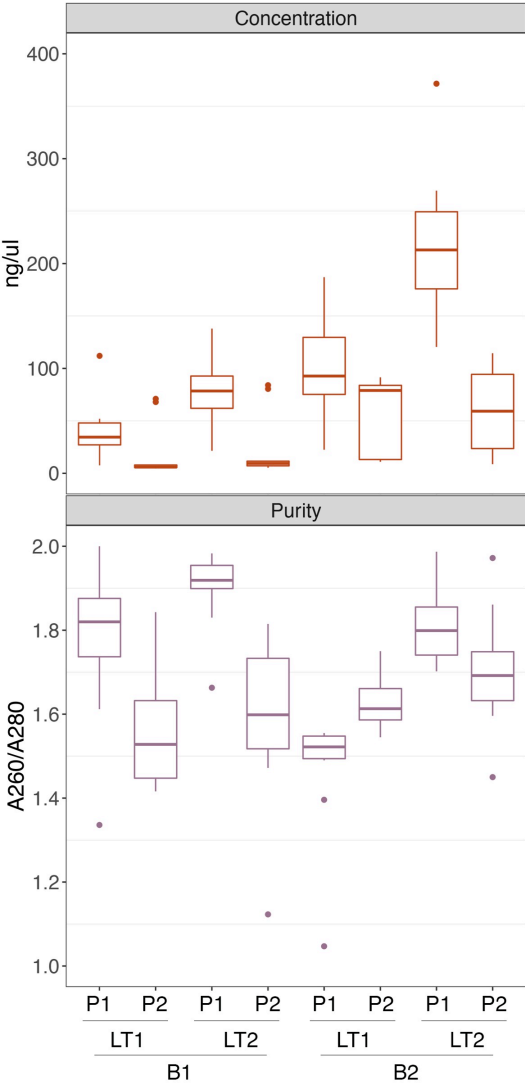 Concentration
400
300
200
100
0
ng/ul
Purity
2.0
1.8
1.6
1.4
1.2
1.0
A260/A280
P1 P2 P1 P2 P1 P2 P1 P2
LT1 LT2 LT1 LT2
B1 B2